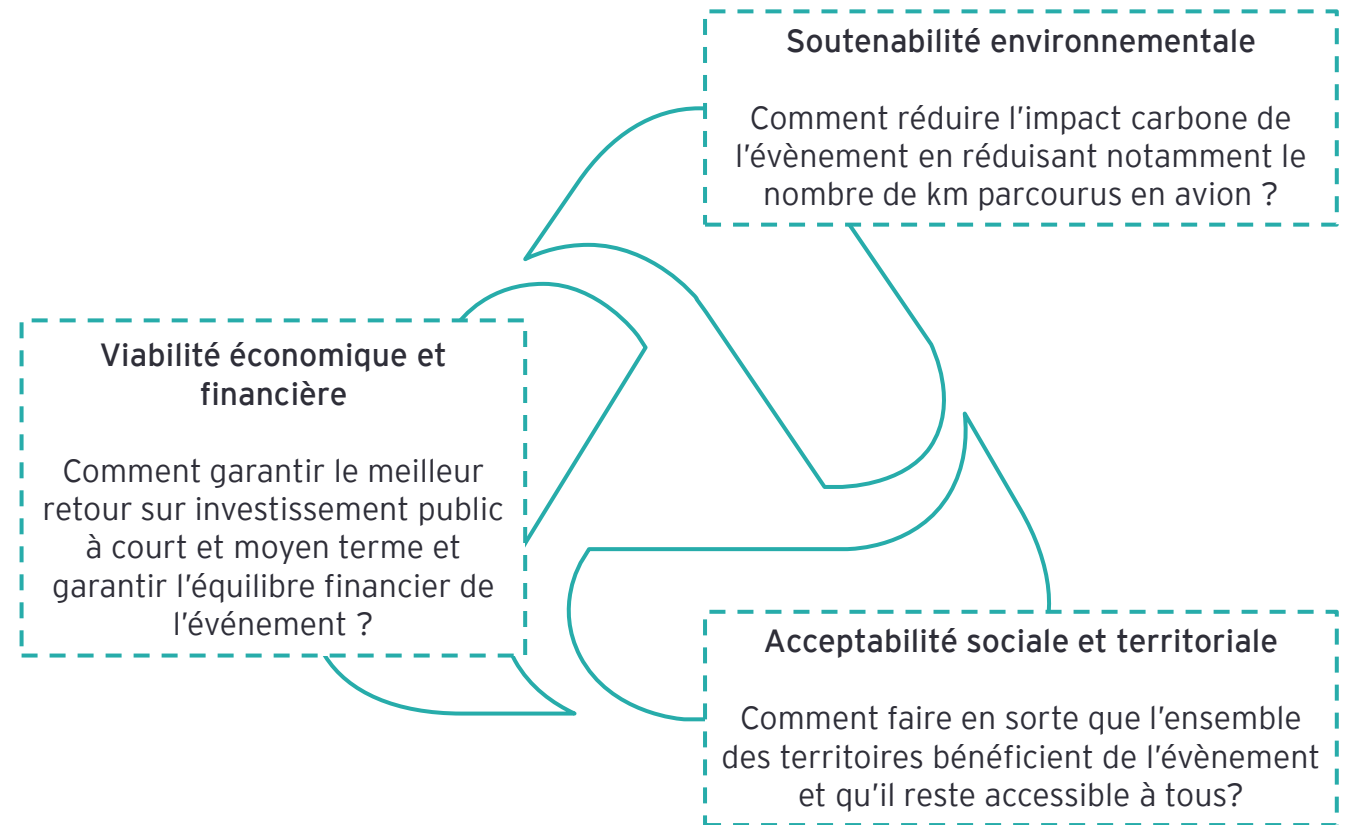 Soutenabilité environnementale
Comment réduire l'impact carbone de
l'évènement en réduisant notamment le
nombre de km parcourus en avion ?
Viabilité économique et
financière
Comment garantir le meilleur
retour sur investissement public
à court et moyen terme et
garantir l'équilibre financier de
l'événement ?
Acceptabilité sociale et territoriale
Comment faire en sorte que l'ensemble
des territoires bénéficient de l'évènement
et qu'il reste accessible à tous?